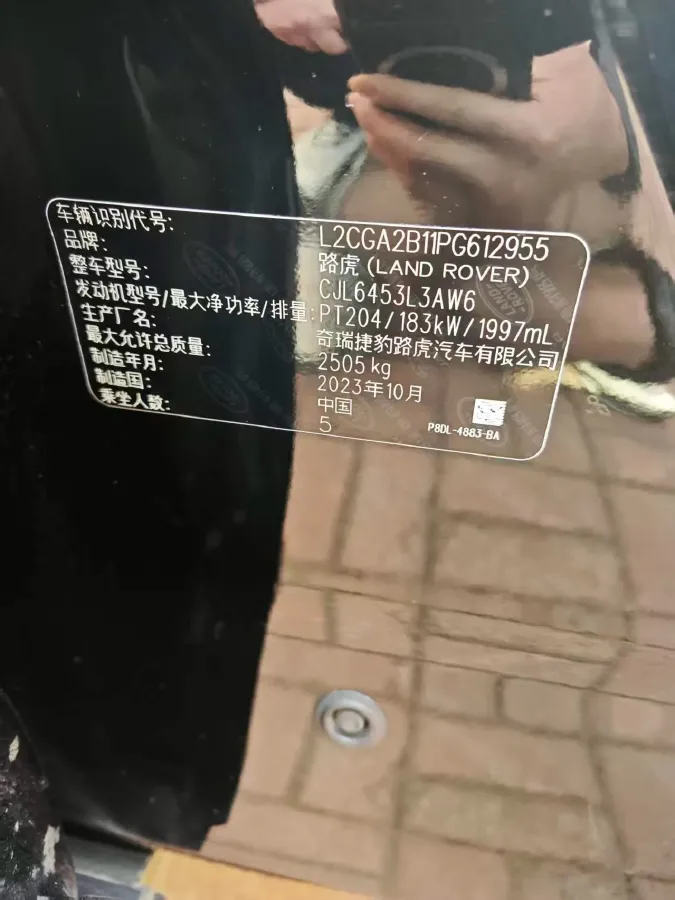 车辆识别代号: L2CGA2B11PG612955
品牌: 路虎 (LAND ROVER)
整车型号: CJL6453L3AW6
发动机型号/最大净功率/排量: PT204/183kW/1997mL
生产厂名: 奇瑞捷豹路虎汽车有限公司
最大允许总质量: 2505 kg
制造年月: 2023年10月
制造国: 中国
乘坐人数: 5
P8DL-4883-BA